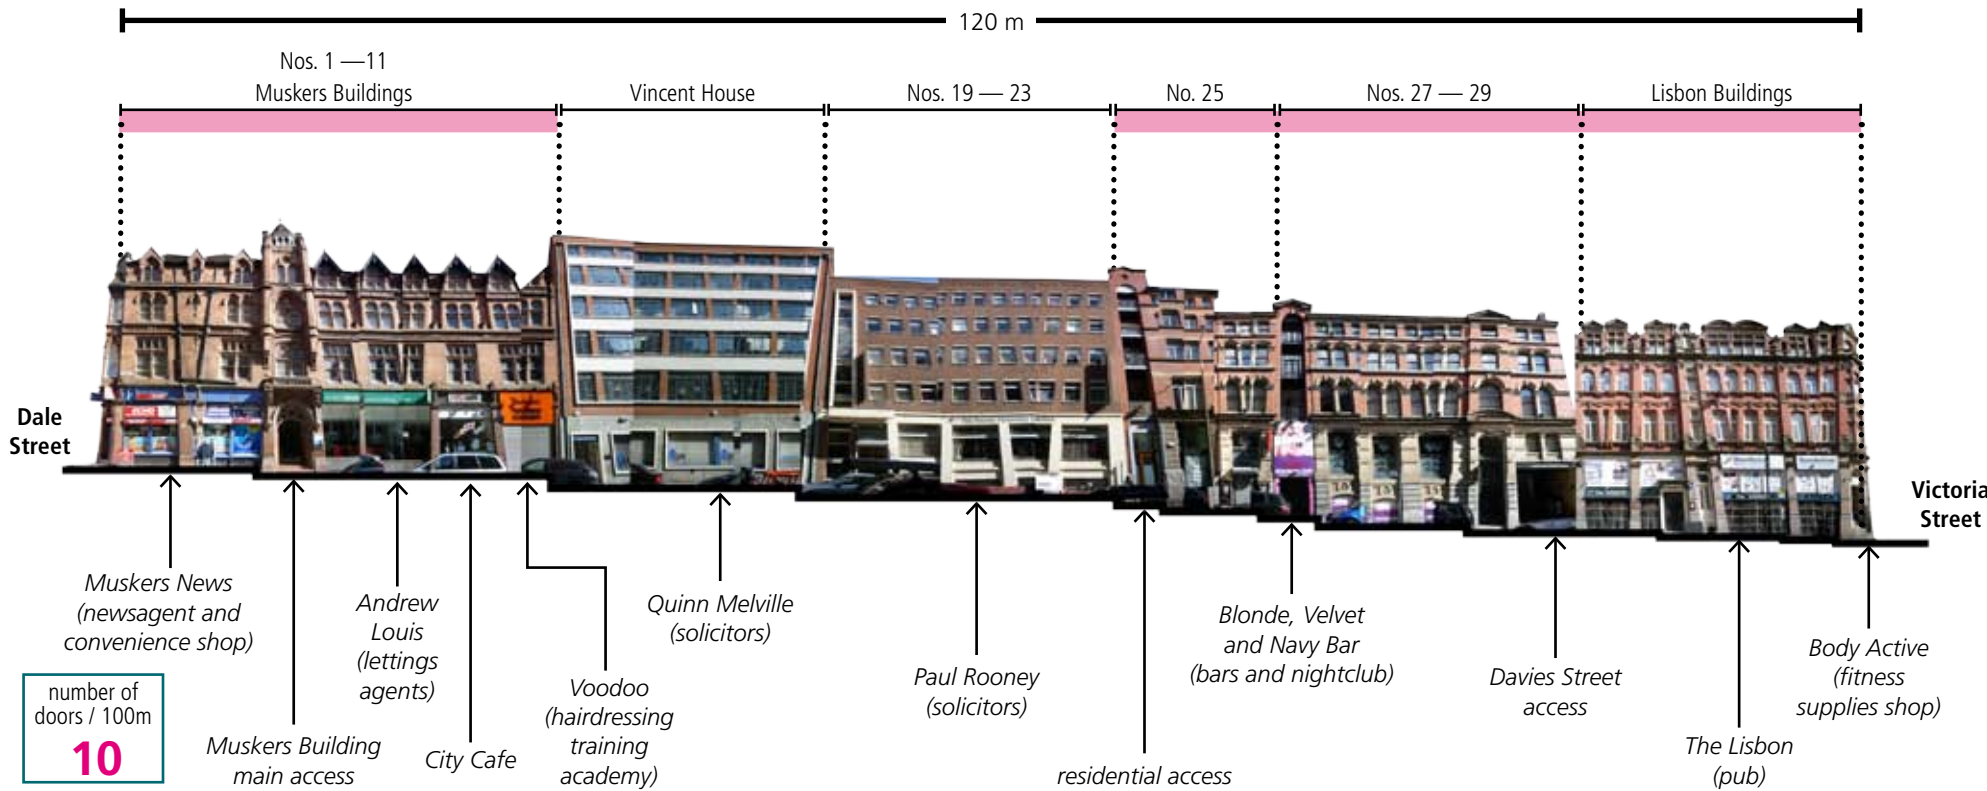 120 m
Nos. 1 —11
Muskers Buildings
Vincent House
Nos. 19 — 23
No. 25
Nos. 27 — 29
Lisbon Buildings
Dale
Street
Victoria
Street
Muskers News
(newsagent and
convenience shop)
Muskers Building
main access
Andrew
Louis
(lettings
agents)
City Cafe
Voodoo
(hairdressing
training
academy)
Quinn Melville
(solicitors)
Paul Rooney
(solicitors)
residential access
Blonde, Velvet
and Navy Bar
(bars and nightclub)
Davies Street
access
The Lisbon
(pub)
Body Active
(fitness
supplies shop)
number of
doors / 100m
10